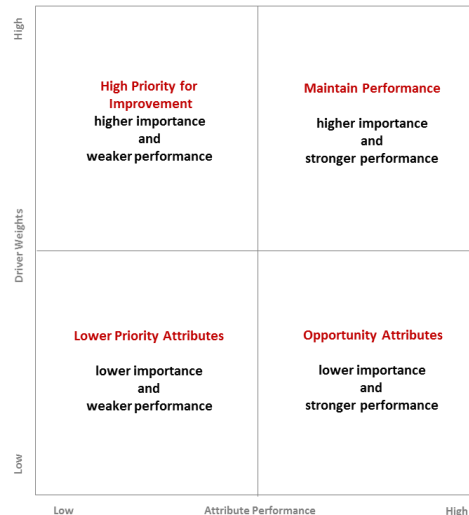 High
High Priority for
Improvement
higher importance
and
weaker performance
Maintain Performance
higher importance
and
stronger performance
Driver Weights
Lower Priority Attributes
lower importance
and
weaker performance
Opportunity Attributes
lower importance
and
stronger performance
Low
Low
Attribute Performance
High